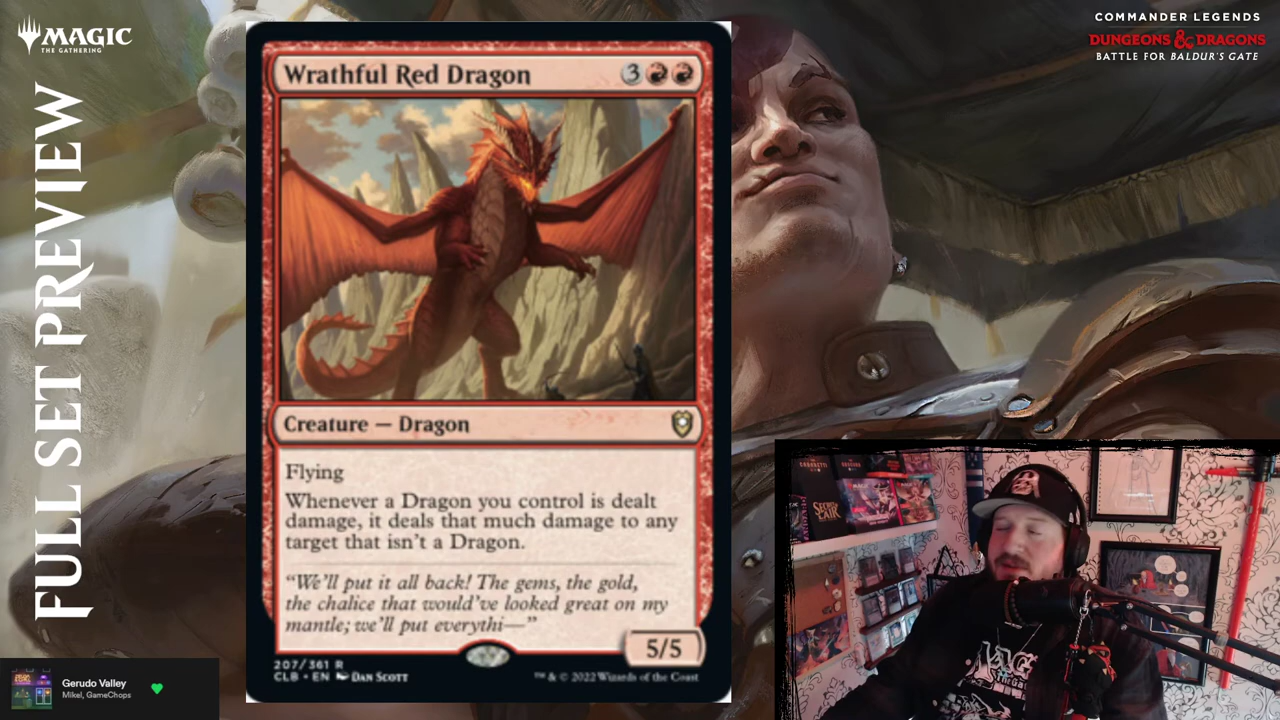 MAGIC
THE GATHERING
FULL SET PREVIEW
COMMANDER LEGENDS
DUNGEONS & DRAGONS
BATTLE FOR BALDUR'S GATE
Wrathful Red Dragon 3
Creature — Dragon
Flying
Whenever a Dragon you control is dealt
damage, it deals that much damage to any
target that isn't a Dragon.
“We'll put it all back! The gems, the gold,
the chalice that would've looked great on my
mantle; we'll put everythi—”
5/5
207/361 R
CLB • EN DAN SCOTT
™ & © 2022 Wizards of the Coast
Gerudo Valley
Mikel, GameChops
SECRET
LAIR